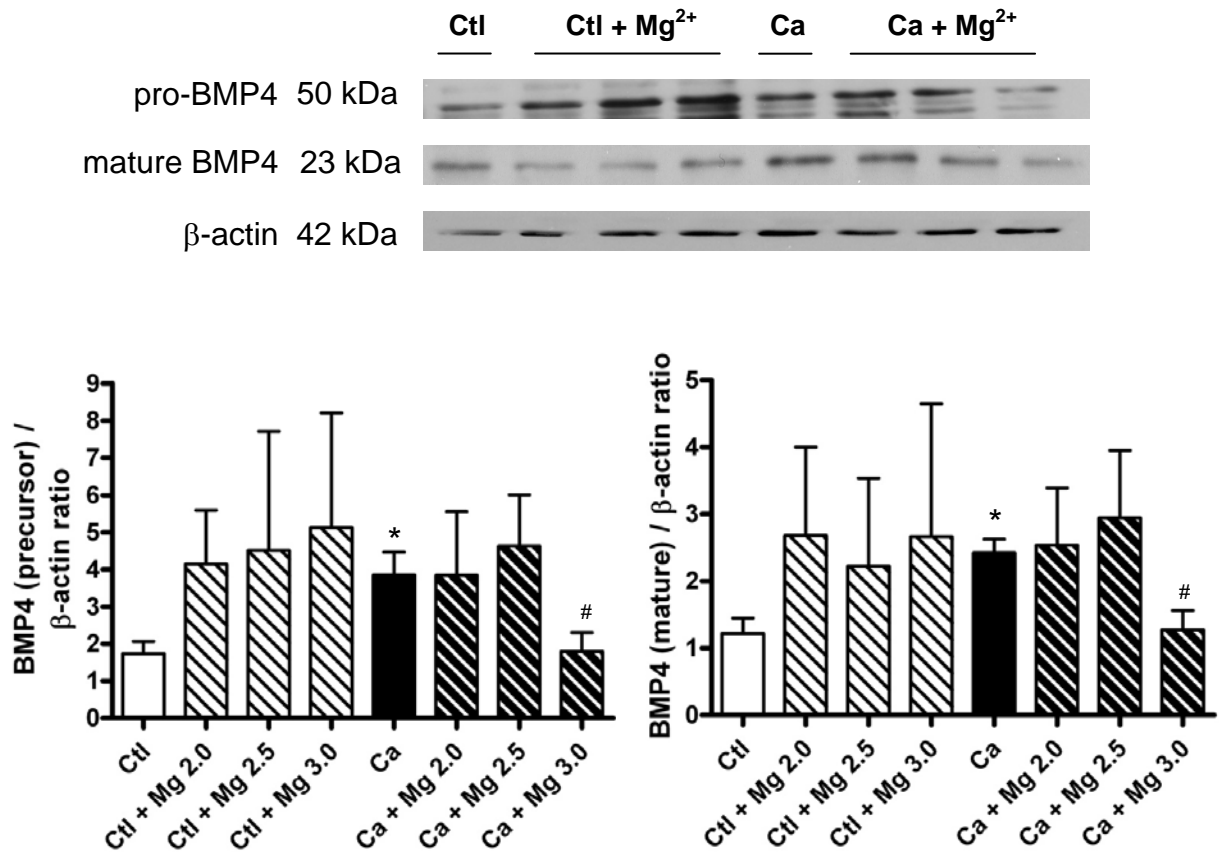 Ctl Ctl + Mg²⁺ Ca Ca + Mg²⁺
pro-BMP4 50 kDa
mature BMP4 23 kDa
β-actin 42 kDa
BMP4 (precursor) /
β-actin ratio
9
8
7
6
5
4
3
2
1
0
*
#
Ctl
Ctl + Mg 2.0
Ctl + Mg 2.5
Ctl + Mg 3.0
Ca
Ca + Mg 2.0
Ca + Mg 2.5
Ca + Mg 3.0
BMP4 (mature) / β-actin ratio
5
4
3
2
1
0
*
#
Ctl
Ctl + Mg 2.0
Ctl + Mg 2.5
Ctl + Mg 3.0
Ca
Ca + Mg 2.0
Ca + Mg 2.5
Ca + Mg 3.0